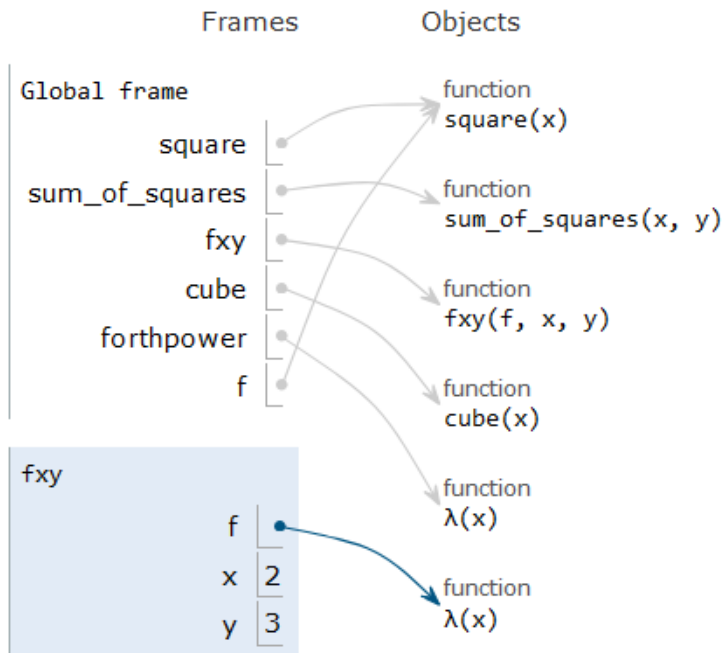 Frames Objects
Global frame
square
sum_of_squares
fxy
cube
forthpower
f
function
square(x)
function
sum_of_squares(x, y)
function
fxy(f, x, y)
function
cube(x)
function
λ(x)
function
λ(x)
fxy
f
x 2
y 3